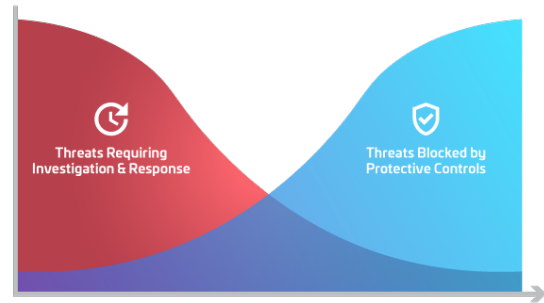 Threats Requiring
Investigation & Response
Threats Blocked by
Protective Controls